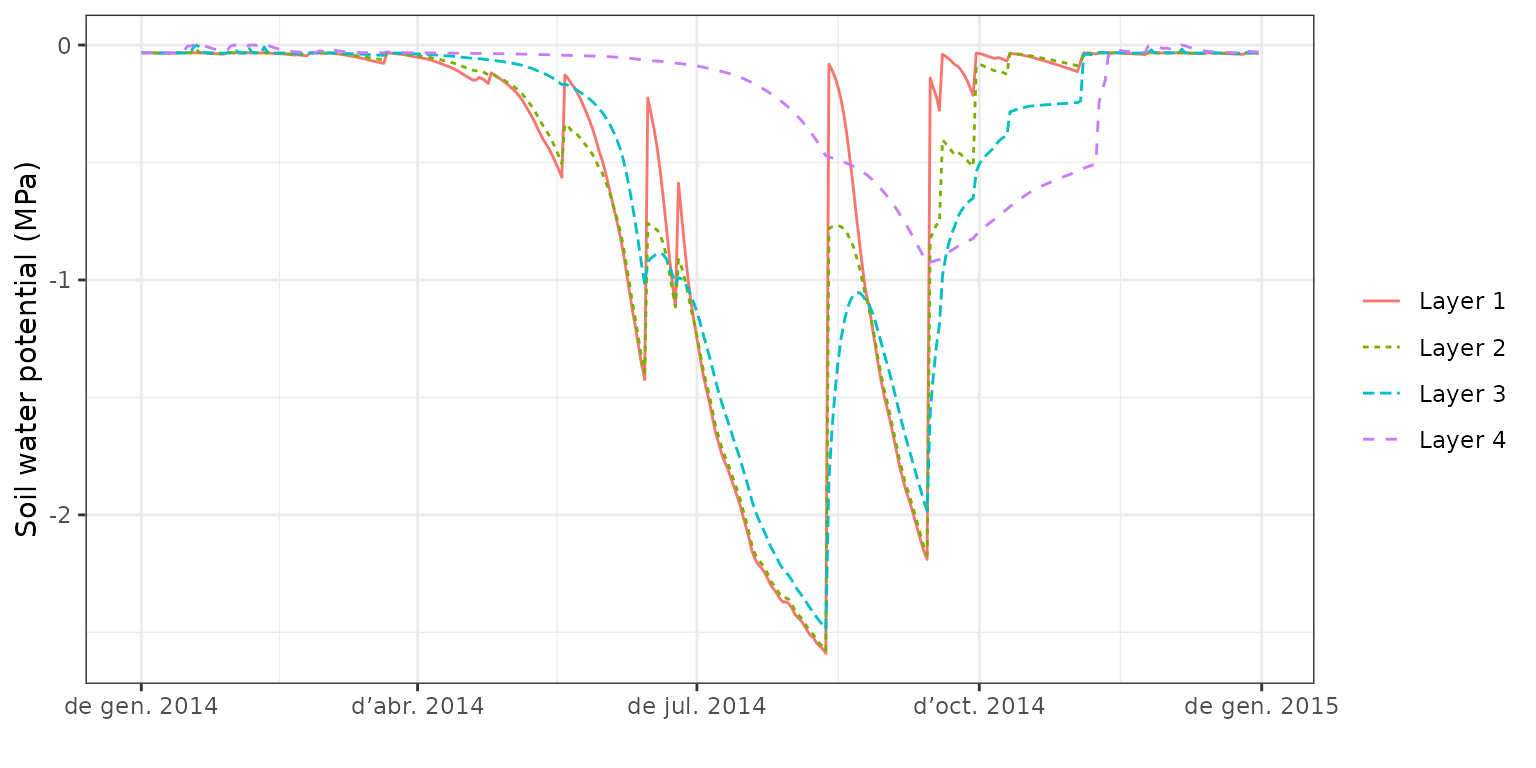 Soil water potential (MPa)
0
-1
-2
de gen. 2014
d’abr. 2014
de jul. 2014
d’oct. 2014
de gen. 2015
Layer 1
Layer 2
Layer 3
Layer 4